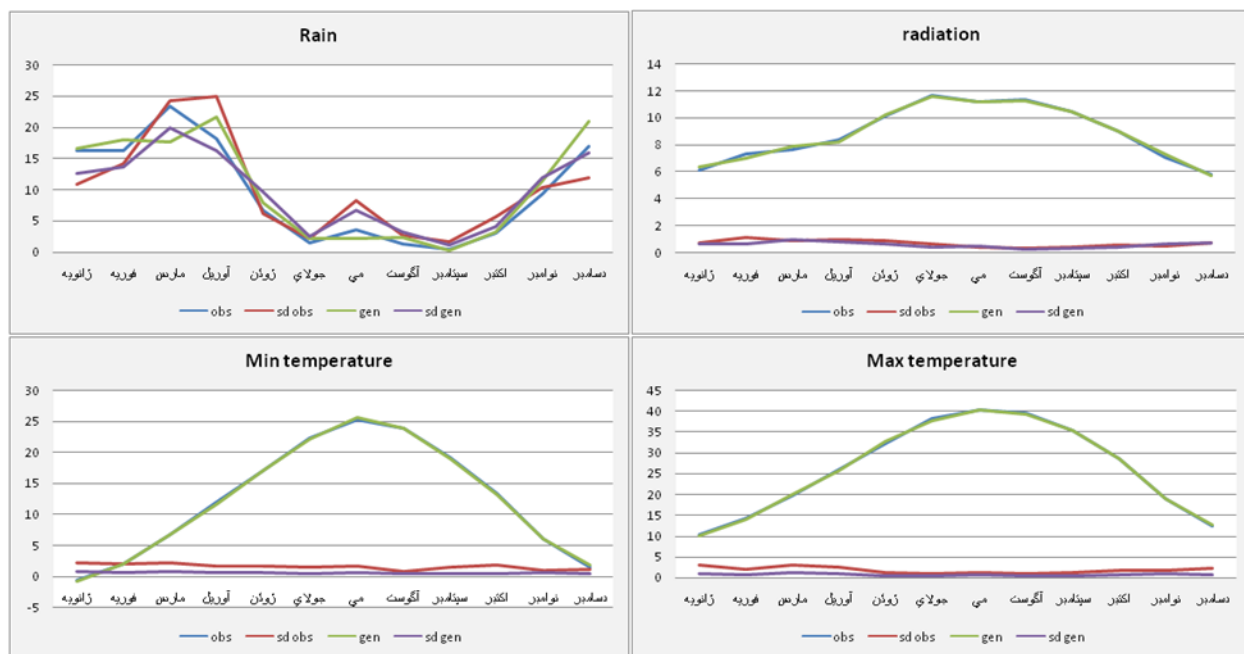 Rain
30
25
20
15
10
5
0
ژانويه فوريه مارس آوريل ژوئن جولاي مي آگوست سپتامبر اكتبر نوامبر دسامبر
obs sd obs gen sd gen
radiation
14
12
10
8
6
4
2
0
ژانويه فوريه مارس آوريل ژوئن جولاي مي آگوست سپتامبر اكتبر نوامبر دسامبر
obs sd obs gen sd gen
Min temperature
30
25
20
15
10
5
0
-5
ژانويه فوريه مارس آوريل ژوئن جولاي مي آگوست سپتامبر اكتبر نوامبر دسامبر
obs sd obs gen sd gen
Max temperature
45
40
35
30
25
20
15
10
5
0
ژانويه فوريه مارس آوريل ژوئن جولاي مي آگوست سپتامبر اكتبر نوامبر دسامبر
obs sd obs gen sd gen